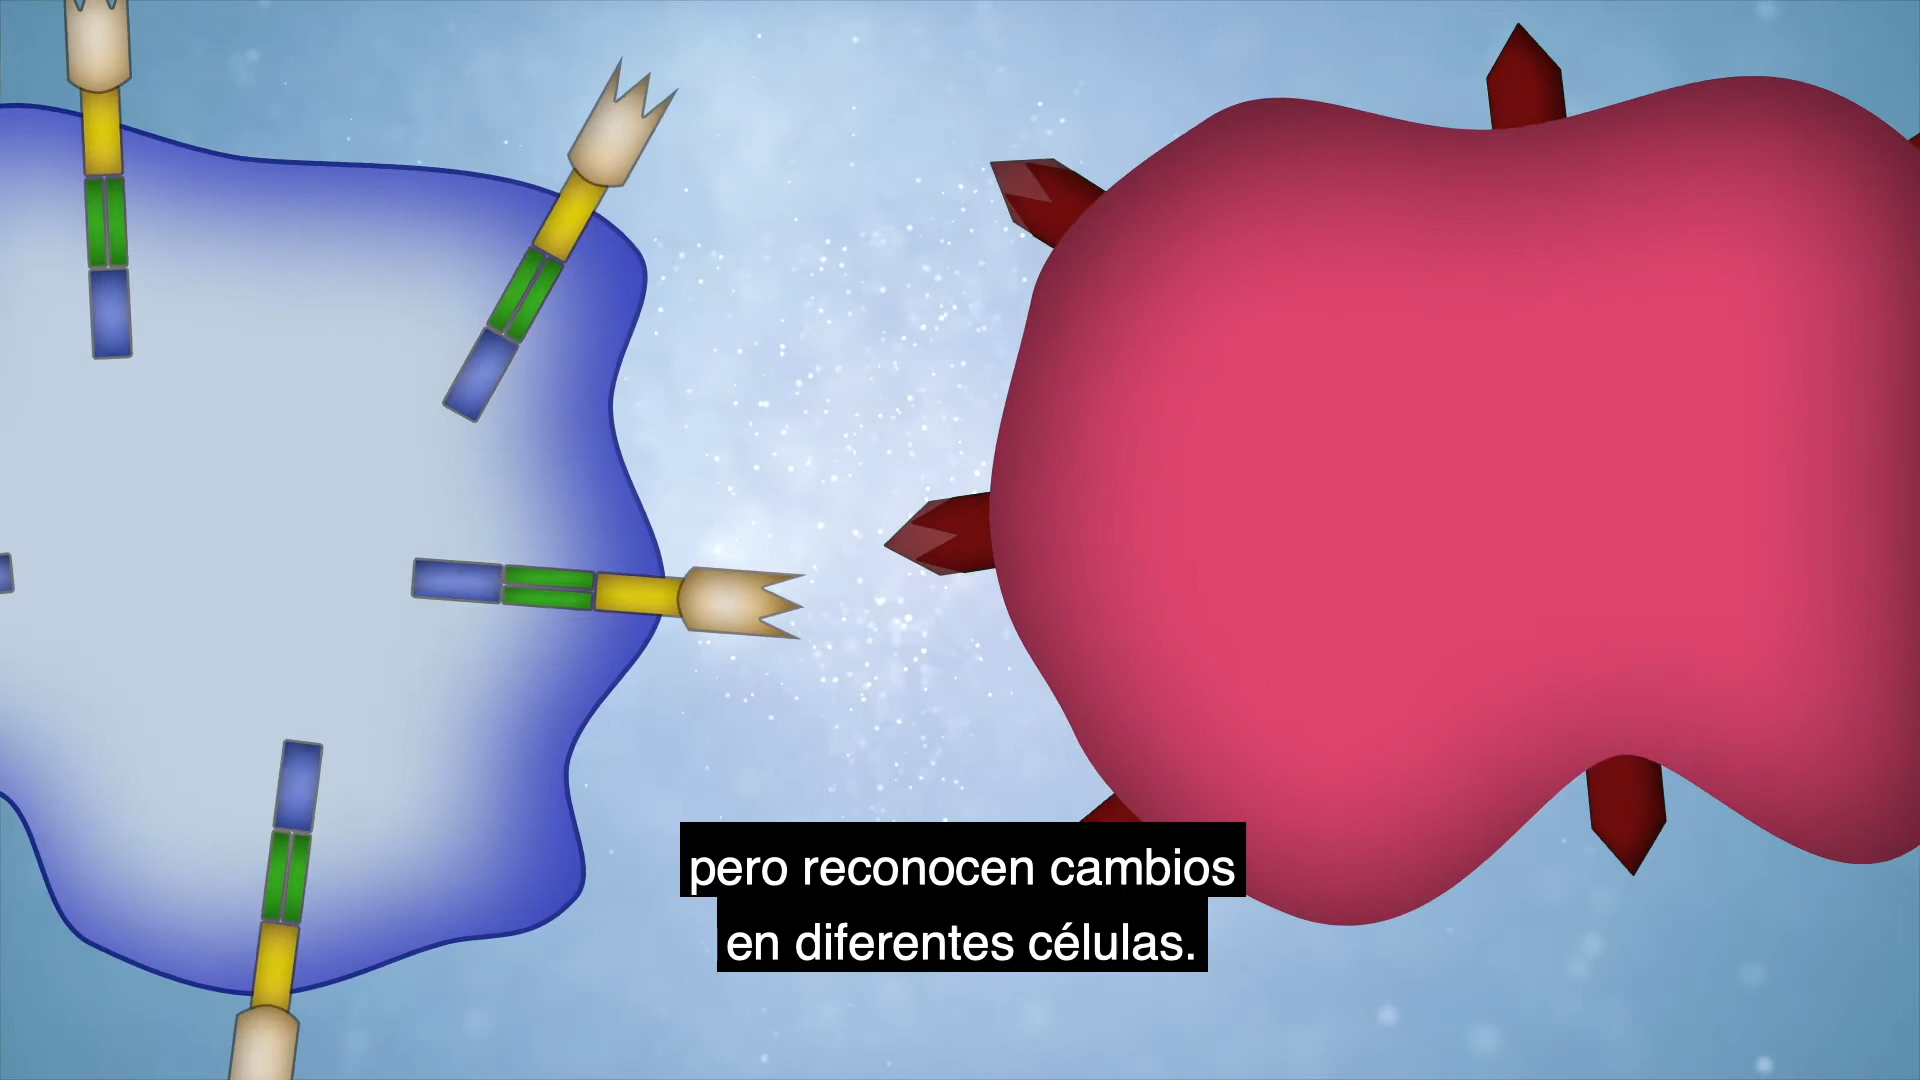 pero reconocen cambios
en diferentes células.